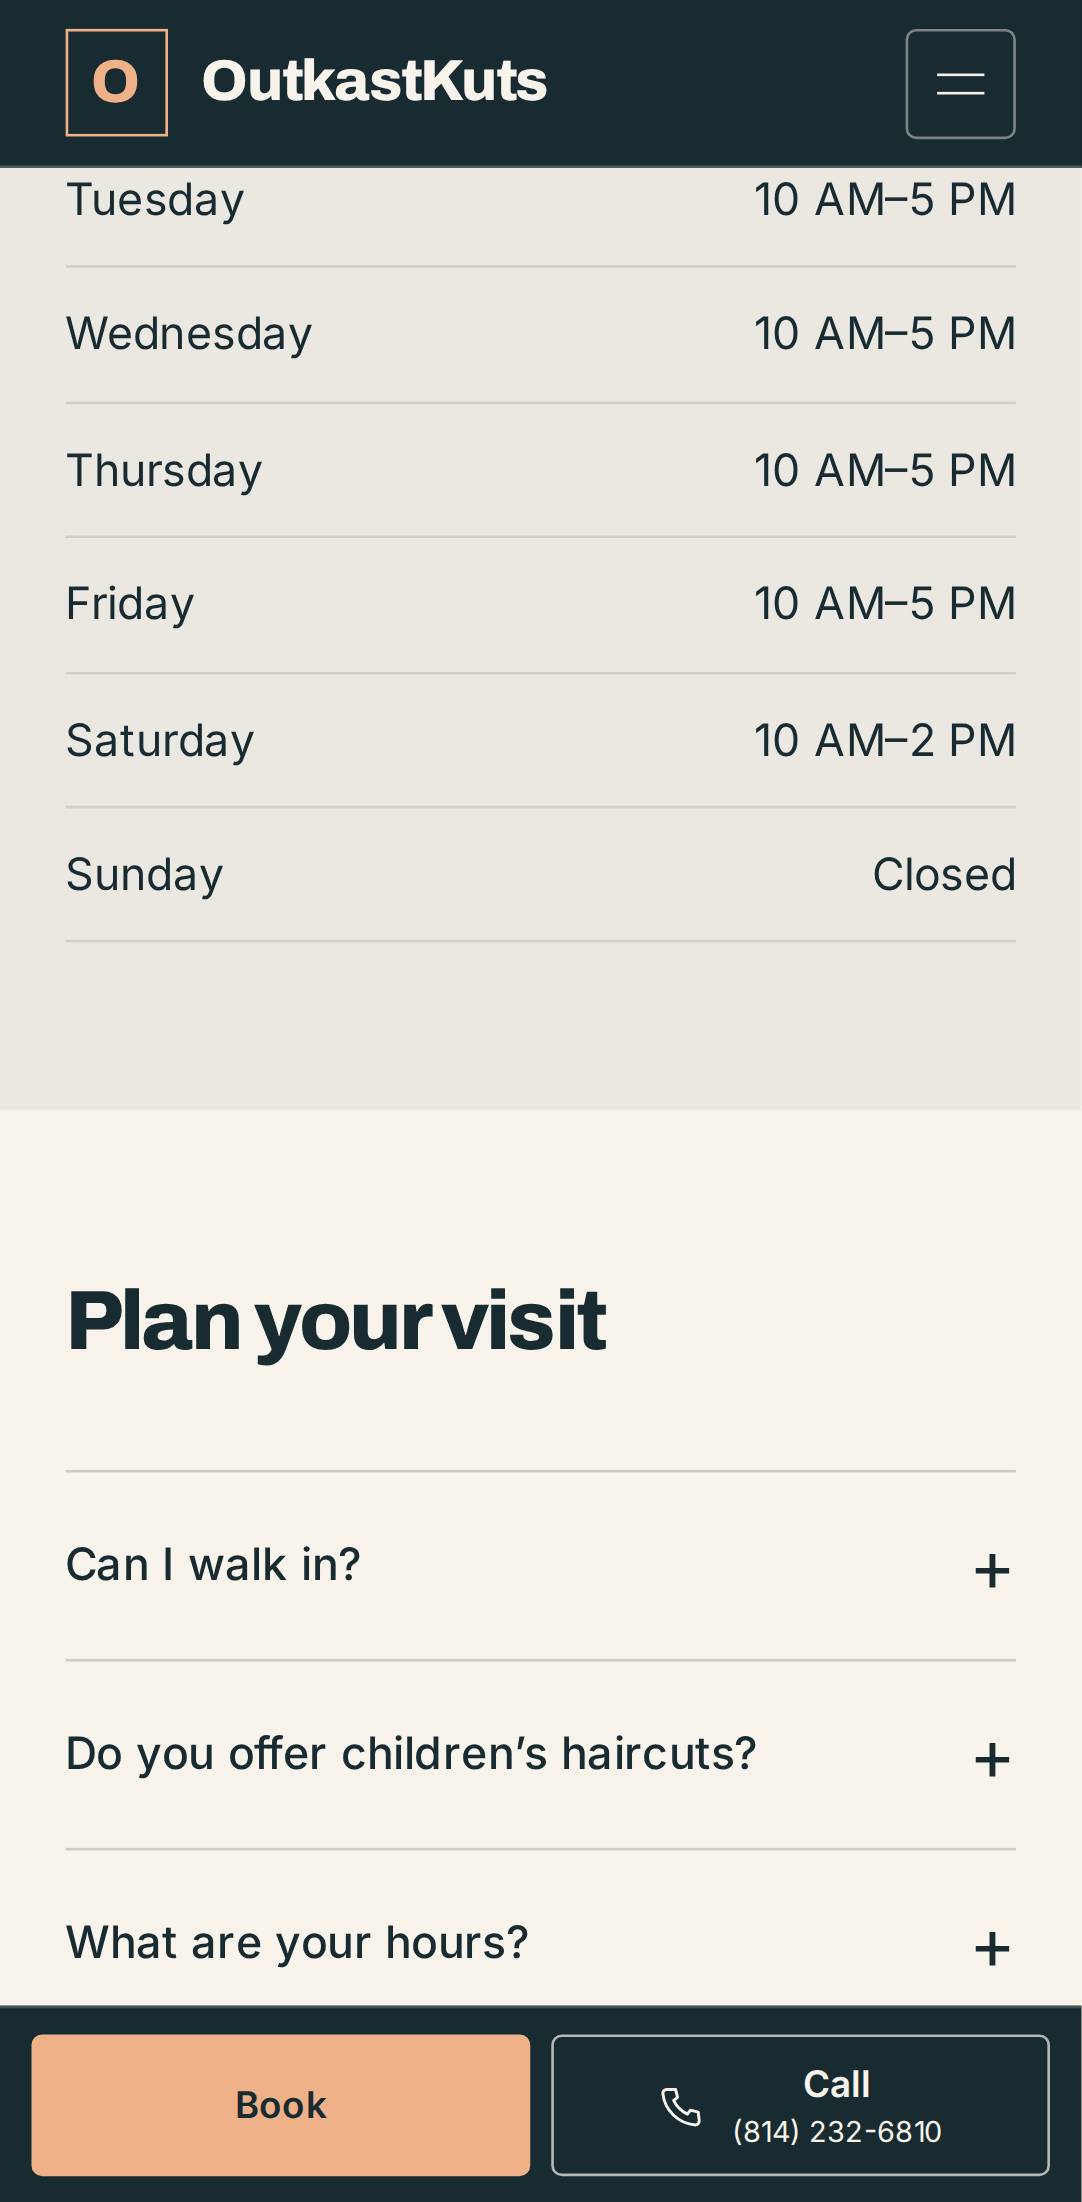 O OutkastKuts
Tuesday 10 AM–5 PM
Wednesday 10 AM–5 PM
Thursday 10 AM–5 PM
Friday 10 AM–5 PM
Saturday 10 AM–2 PM
Sunday Closed
Plan your visit
Can I walk in? +
Do you offer children’s haircuts? +
What are your hours? +
Book
Call
(814) 232-6810